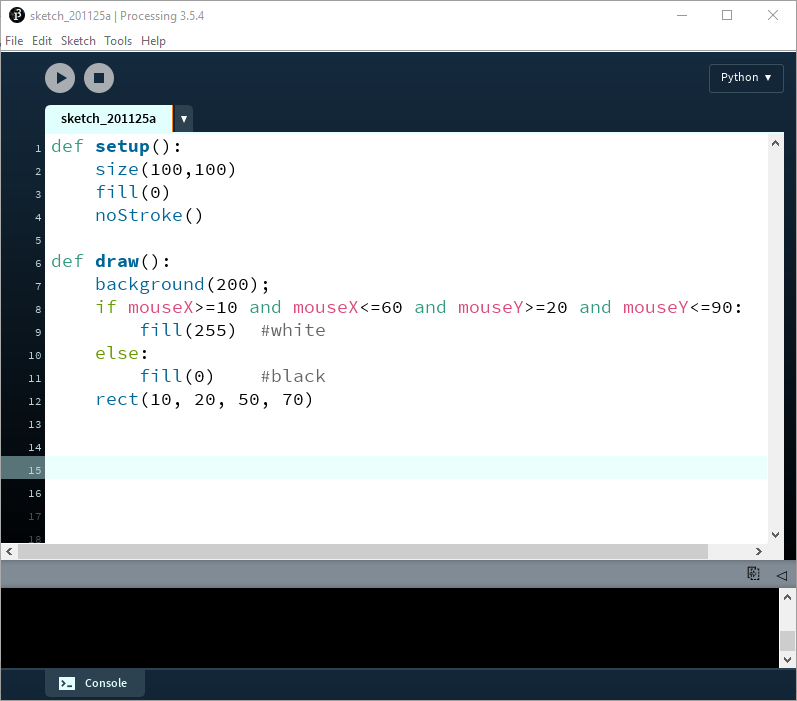 sketch_201125a | Processing 3.5.4
File Edit Sketch Tools Help
Python ▼
sketch_201125a ▼
1 def setup():
2     size(100,100)
3     fill(0)
4     noStroke()
5
6 def draw():
7     background(200);
8     if mouseX>=10 and mouseX<=60 and mouseY>=20 and mouseY<=90:
9         fill(255)  #white
10     else:
11         fill(0)    #black
12     rect(10, 20, 50, 70)
13
14
15
16
17
18
Console